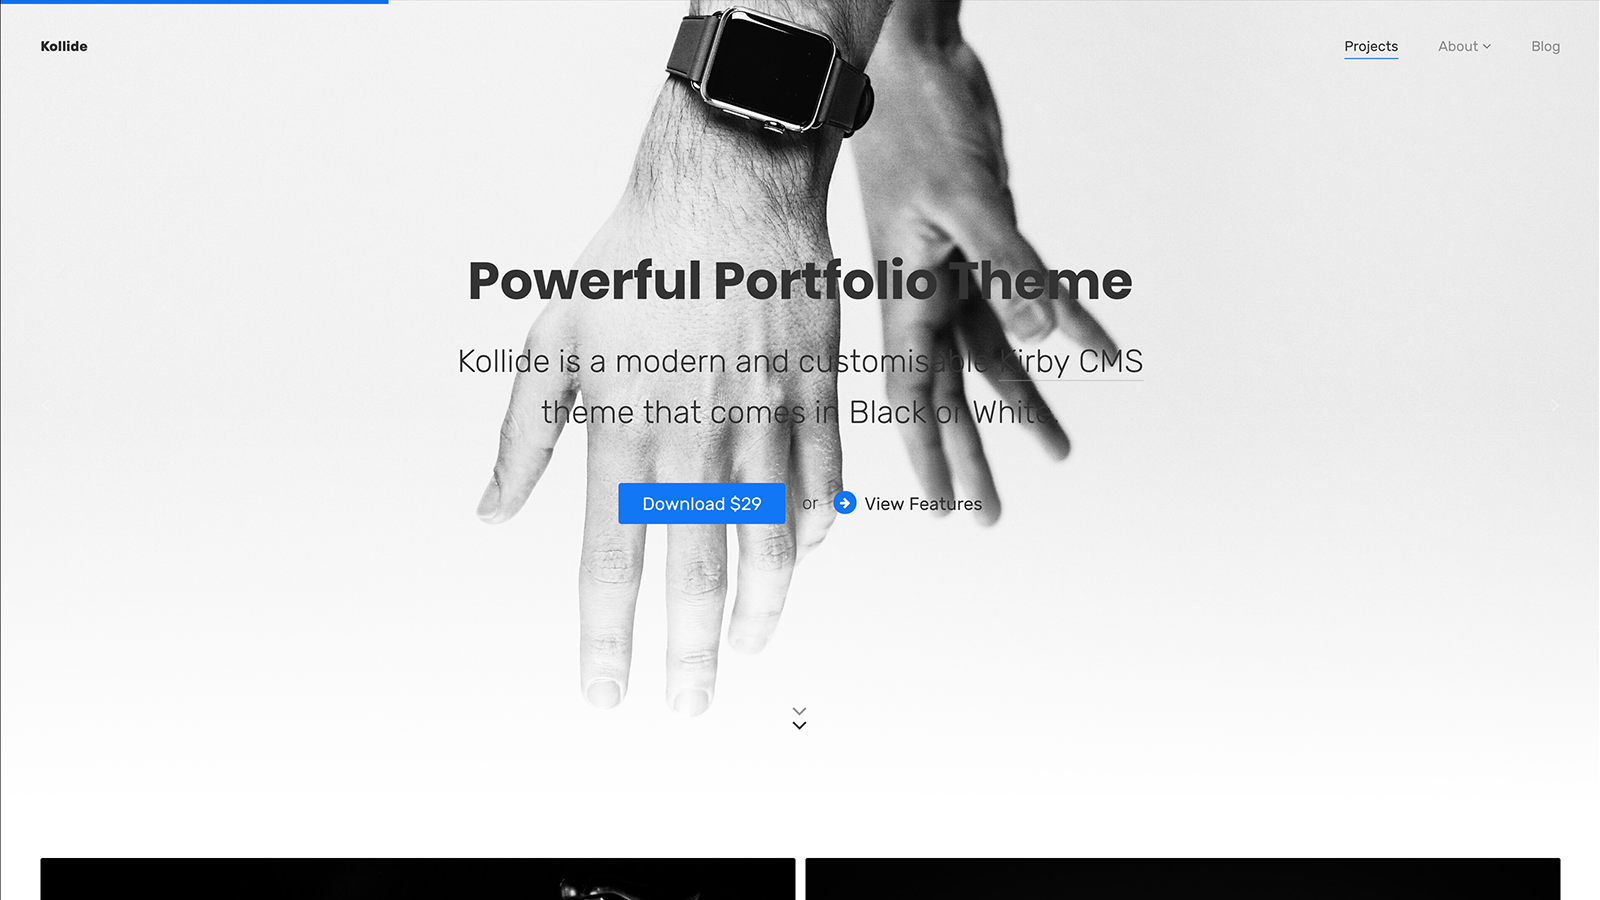 Kollide
Projects
About
Blog
Powerful Portfolio Theme
Kollide is a modern and customisable Kirby CMS
theme that comes in Black or White.
Download $29
or
View Features